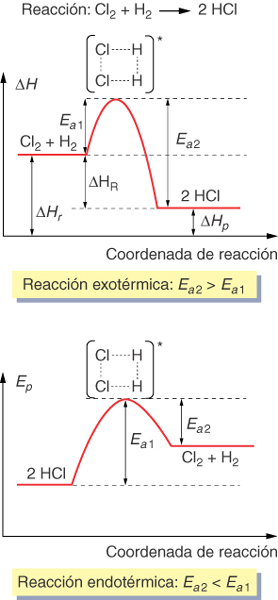 Reacción: Cl2 + H2 → 2 HCl
Cl H *
Cl H
ΔH
Ea1
Ea2
Cl2 + H2
ΔHR
2 HCl
ΔHr
ΔHp
Coordenada de reacción
Reacción exotérmica: Ea2 > Ea1
Cl H *
Cl H
Ep
Ea1
Ea2
2 HCl
Cl2 + H2
Coordenada de reacción
Reacción endotérmica: Ea2 < Ea1